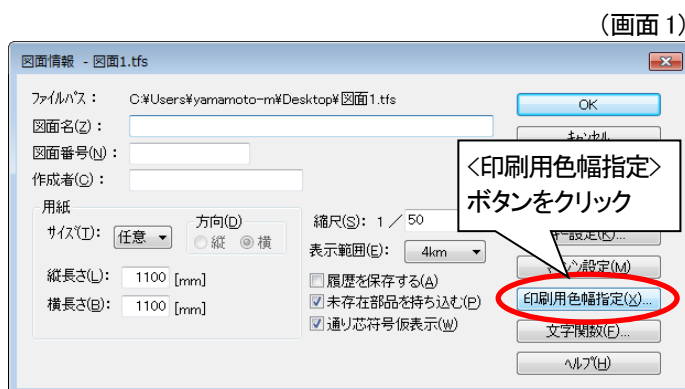 (画面 1)
図面情報 - 図面1.tfs
ファイルパス： C:¥Users¥yamamoto-m¥Desktop¥図面1.tfs
OK
図面名(Z)：
キャンセル
図面番号(N)：
<印刷用色幅指定>
ボタンをクリック
作成者(C)：
用紙
サイズ(T)： 任意 方向(D) 縦 横
縮尺(S)： 1 ／ 50
表示範囲(E)： 4km
縦長さ(L)： 1100 [mm]
横長さ(B)： 1100 [mm]
履歴を保存する(A)
未存在部品を持ち込む(P)
通り芯符号仮表示(W)
印刷用色幅指定(X)...
文字関数(F)...
ヘルプ(H)